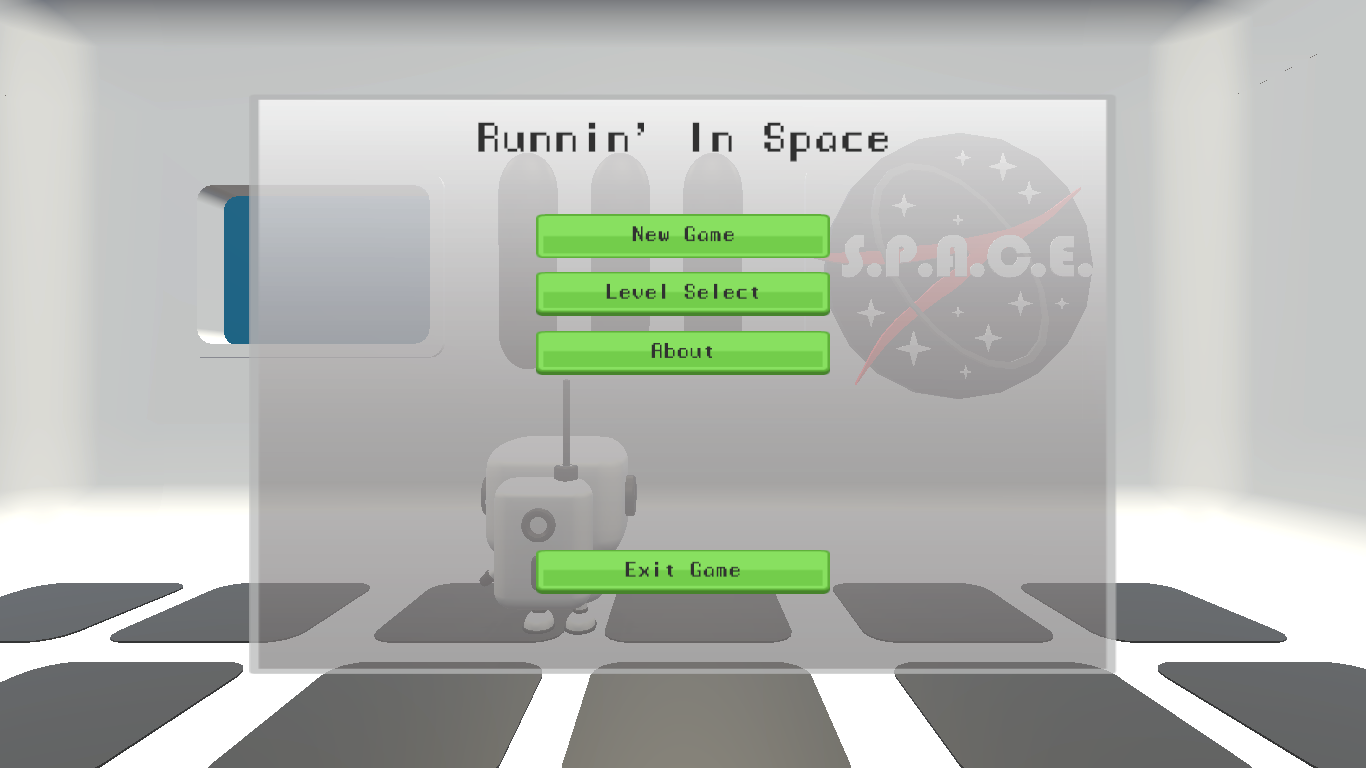 Runnin' In Space
S.P.A.C.E.
New Game
Level Select
About
Exit Game